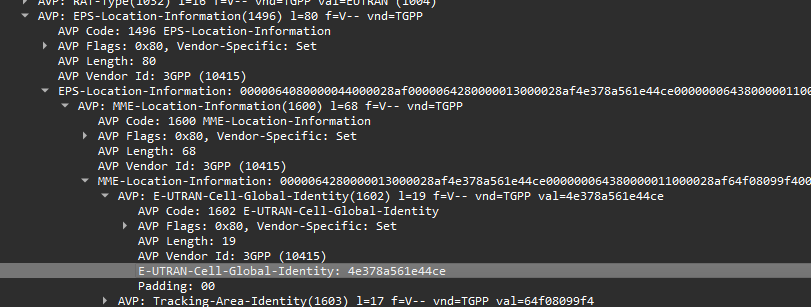 AVP: RAT-Type(1032) l=16 f=V-- vnd=TGPP val=EUTRAN (1004)
AVP: EPS-Location-Information(1496) l=80 f=V-- vnd=TGPP
AVP Code: 1496 EPS-Location-Information
AVP Flags: 0x80, Vendor-Specific: Set
AVP Length: 80
AVP Vendor Id: 3GPP (10415)
EPS-Location-Information: 0000064080000044000028af0000064280000013000028af4e378a561e44ce000000064380000011000
AVP: MME-Location-Information(1600) l=68 f=V-- vnd=TGPP
AVP Code: 1600 MME-Location-Information
AVP Flags: 0x80, Vendor-Specific: Set
AVP Length: 68
AVP Vendor Id: 3GPP (10415)
MME-Location-Information: 0000064280000013000028af4e378a561e44ce000000064380000011000028af64f08099f400
AVP: E-UTRAN-Cell-Global-Identity(1602) l=19 f=V-- vnd=TGPP val=4e378a561e44ce
AVP Code: 1602 E-UTRAN-Cell-Global-Identity
AVP Flags: 0x80, Vendor-Specific: Set
AVP Length: 19
AVP Vendor Id: 3GPP (10415)
E-UTRAN-Cell-Global-Identity: 4e378a561e44ce
Padding: 00
AVP: Tracking-Area-Identity(1603) l=17 f=V-- vnd=TGPP val=64f08099f4